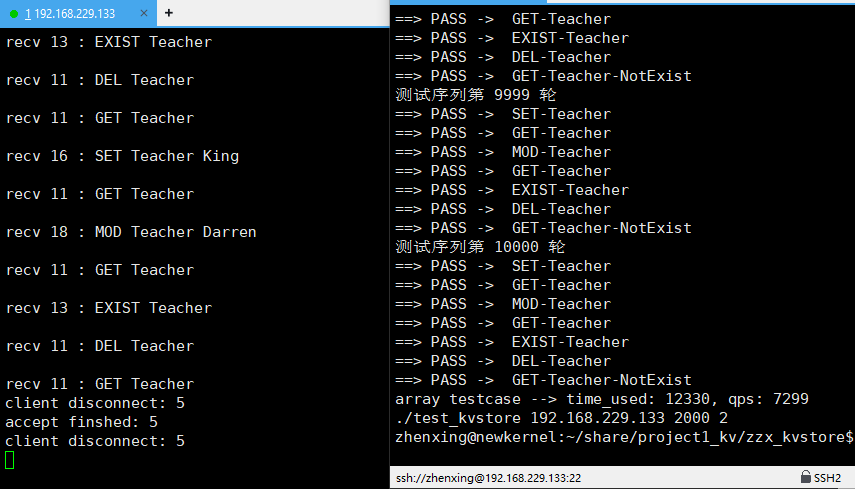 1 192.168.229.133 × +
recv 13 : EXIST Teacher
recv 11 : DEL Teacher
recv 11 : GET Teacher
recv 16 : SET Teacher King
recv 11 : GET Teacher
recv 18 : MOD Teacher Darren
recv 11 : GET Teacher
recv 13 : EXIST Teacher
recv 11 : DEL Teacher
recv 11 : GET Teacher
client disconnect: 5
accept finshed: 5
client disconnect: 5
==> PASS ->  GET-Teacher
==> PASS ->  EXIST-Teacher
==> PASS ->  DEL-Teacher
==> PASS ->  GET-Teacher-NotExist
测试序列第 9999 轮
==> PASS ->  SET-Teacher
==> PASS ->  GET-Teacher
==> PASS ->  MOD-Teacher
==> PASS ->  GET-Teacher
==> PASS ->  EXIST-Teacher
==> PASS ->  DEL-Teacher
==> PASS ->  GET-Teacher-NotExist
测试序列第 10000 轮
==> PASS ->  SET-Teacher
==> PASS ->  GET-Teacher
==> PASS ->  MOD-Teacher
==> PASS ->  GET-Teacher
==> PASS ->  EXIST-Teacher
==> PASS ->  DEL-Teacher
==> PASS ->  GET-Teacher-NotExist
array testcase --> time_used: 12330, qps: 7299
./test_kvstore 192.168.229.133 2000 2
zhenxing@newkernel:~/share/project1_kv/zzx_kvstore$
ssh://zhenxing@192.168.229.133:22 SSH2